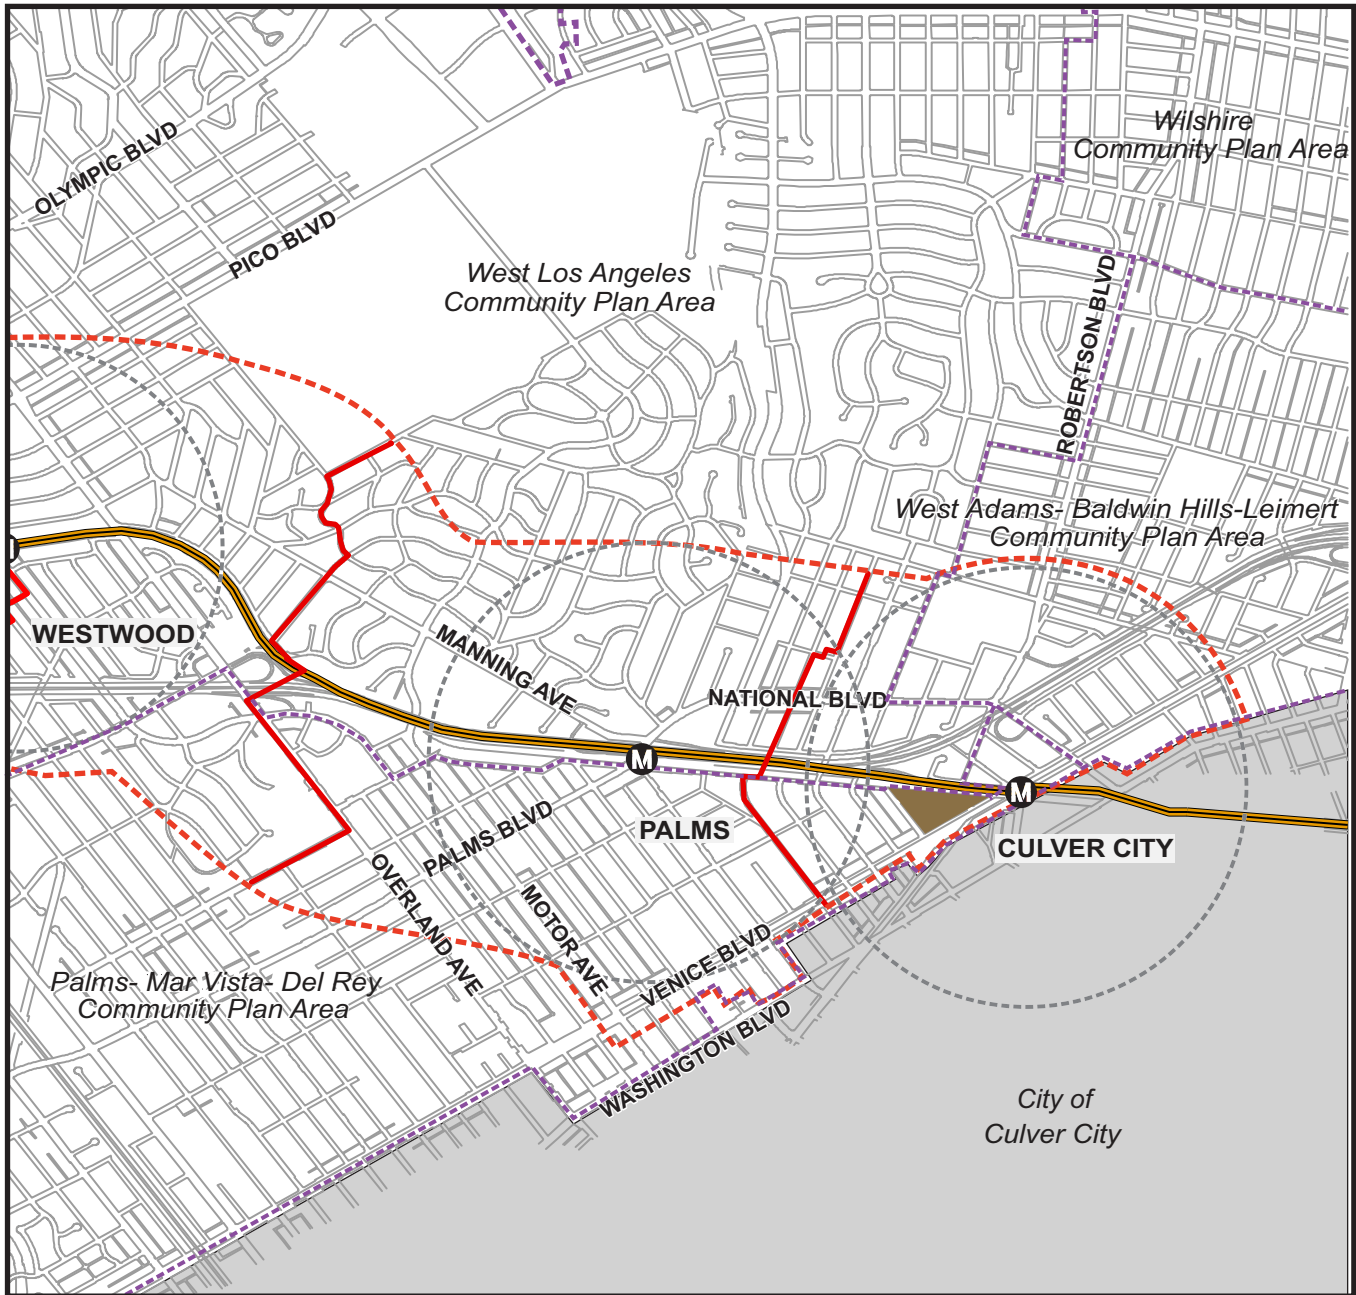 Wilshire
Community Plan Area
OLYMPIC BLVD
PICO BLVD
West Los Angeles
Community Plan Area
ROBERTSON BLVD
West Adams- Baldwin Hills-Leimert
Community Plan Area
WESTWOOD
MANNING AVE
NATIONAL BLVD
M
M
PALMS
CULVER CITY
PALMS BLVD
OVERLAND AVE
MOTOR AVE
VENICE BLVD
WASHINGTON BLVD
Palms- Mar Vista- Del Rey
Community Plan Area
City of
Culver City